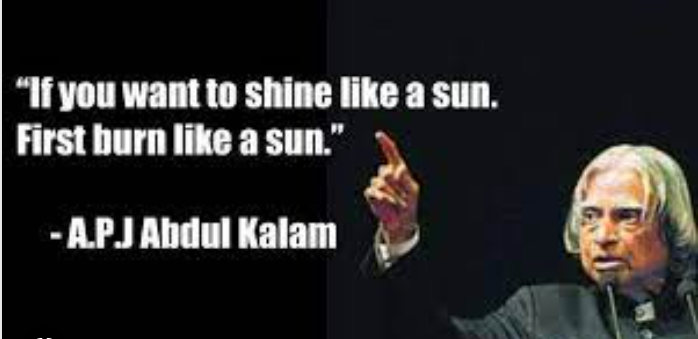 “If you want to shine like a sun.
First burn like a sun.”
- A.P.J Abdul Kalam